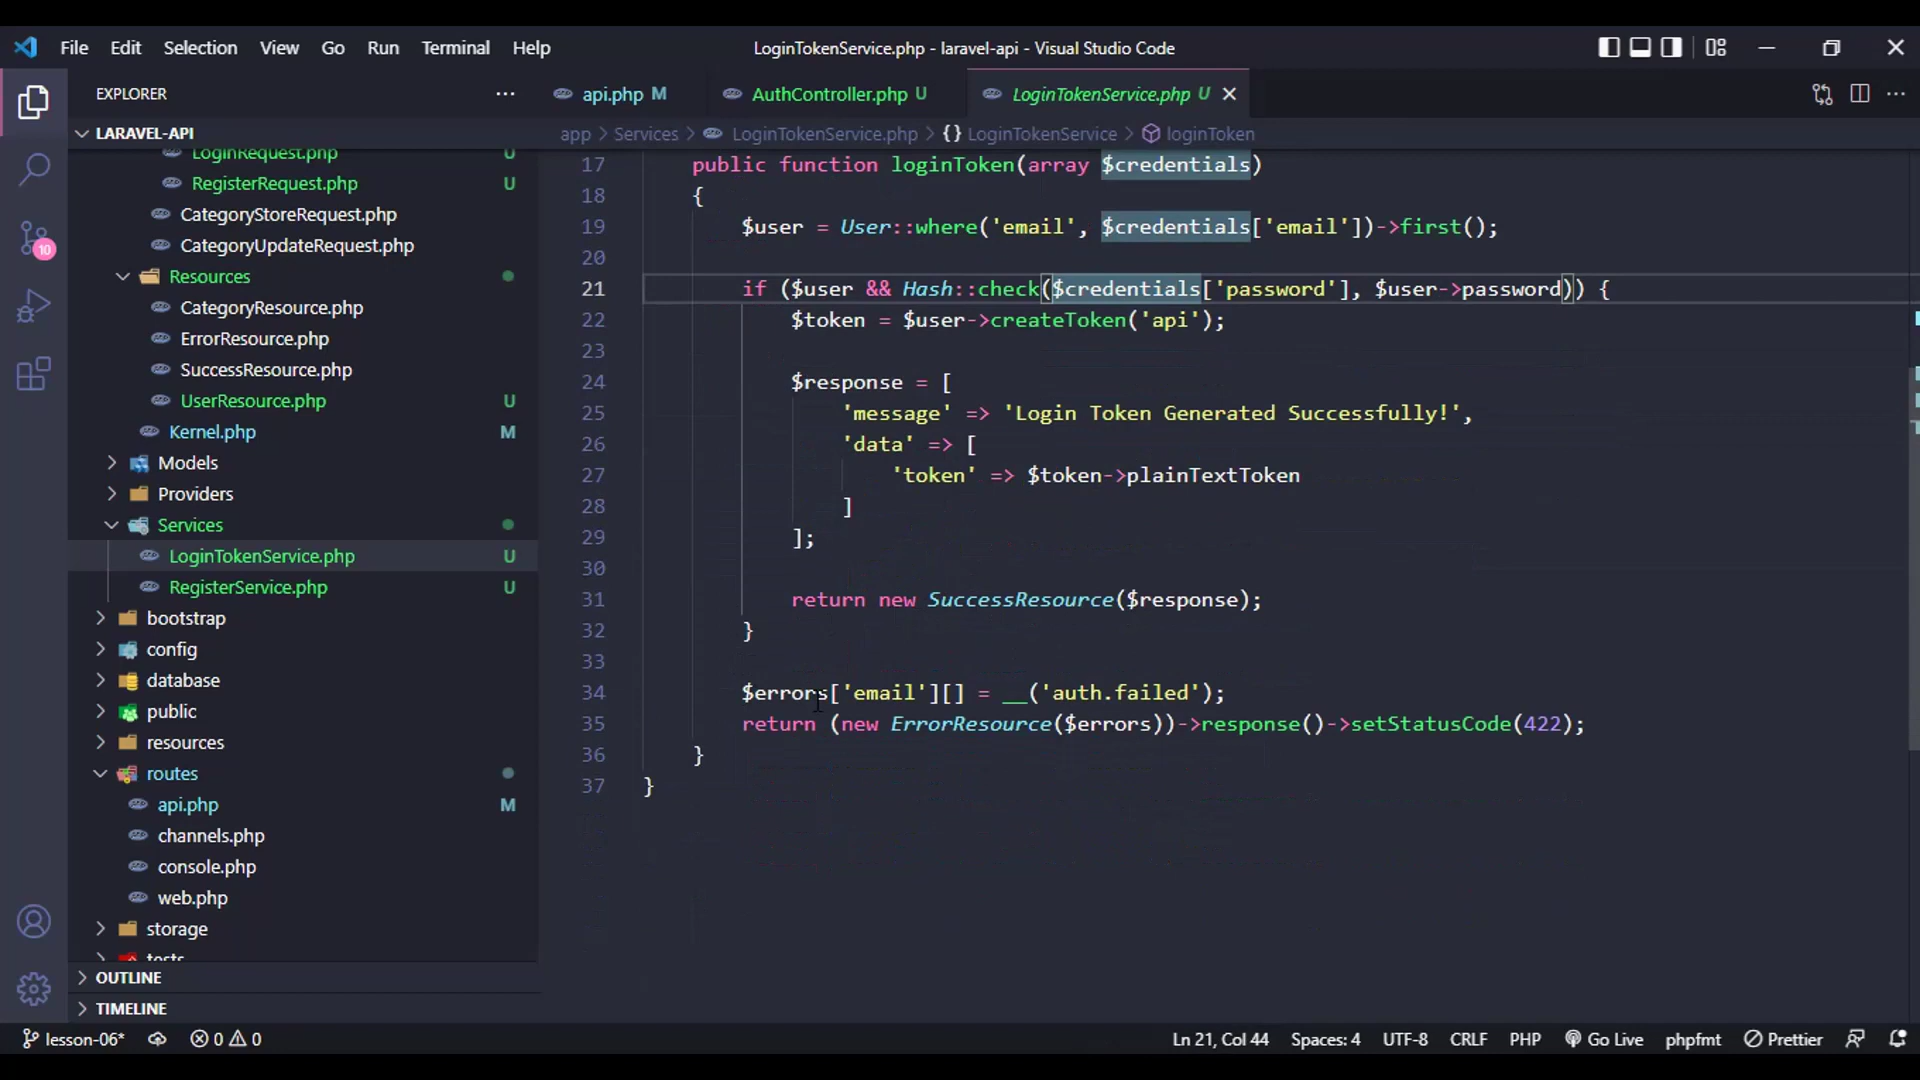 File Edit Selection View Go Run Terminal Help LoginTokenService.php - laravel-api - Visual Studio Code
EXPLORER
api.php M AuthController.php U LoginTokenService.php U
LARAVEL-API
app > Services > LoginTokenService.php > {} LoginTokenService > loginToken
LoginRequest.php U
RegisterRequest.php U
CategoryStoreRequest.php
CategoryUpdateRequest.php
Resources
CategoryResource.php
ErrorResource.php
SuccessResource.php
UserResource.php U
Kernel.php M
Models
Providers
Services
LoginTokenService.php U
RegisterService.php U
bootstrap
config
database
public
resources
routes
api.php M
channels.php
console.php
web.php
storage
tests
OUTLINE
TIMELINE
10
17 public function loginToken(array $credentials)
18 {
19 $user = User::where('email', $credentials['email'])->first();
20
21 if ($user && Hash::check($credentials['password'], $user->password)) {
22 $token = $user->createToken('api');
23
24 $response = [
25 'message' => 'Login Token Generated Successfully!',
26 'data' => [
27 'token' => $token->plainTextToken
28 ]
29 ];
30
31 return new SuccessResource($response);
32 }
33
34 $errors['email'][] = __('auth.failed');
35 return (new ErrorResource($errors))->response()->setStatusCode(422);
36 }
37 }
lesson-06* 0 0 Ln 21, Col 44 Spaces: 4 UTF-8 CRLF PHP Go Live phpfmt Prettier